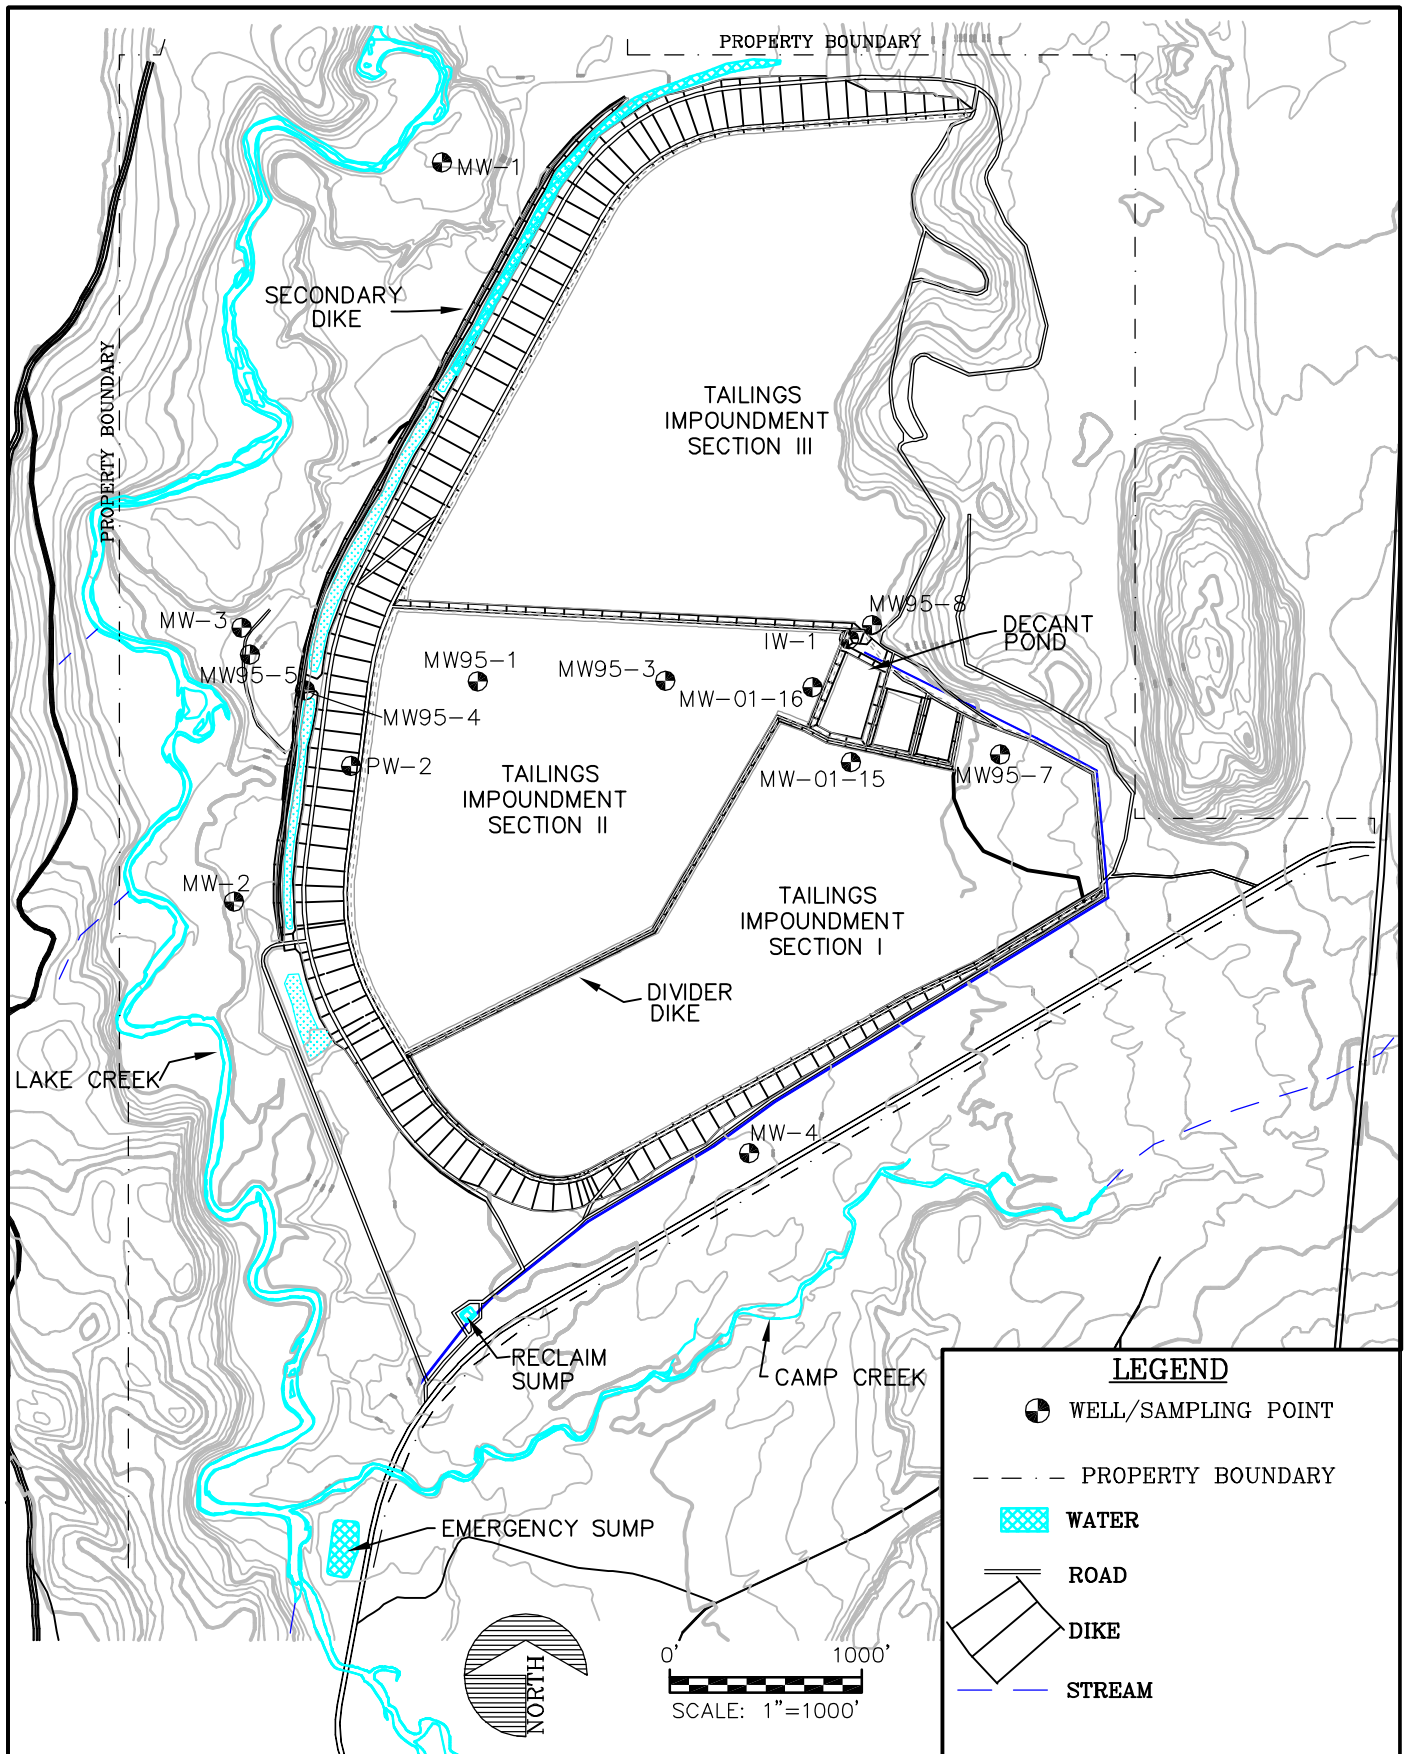 PROPERTY BOUNDARY
MW-1
SECONDARY
DIKE
PROPERTY BOUNDARY
TAILINGS
IMPOUNDMENT
SECTION III
MW-3
MW95-8
IW-1
DECANT
POND
MW95-5
MW95-1
MW95-3
MW-01-16
MW95-4
PW-2
TAILINGS
IMPOUNDMENT
SECTION II
MW-01-15
MW95-7
MW-2
TAILINGS
IMPOUNDMENT
SECTION I
DIVIDER
DIKE
LAKE CREEK
MW-4
RECLAIM
SUMP
CAMP CREEK
EMERGENCY SUMP
NORTH
0'
1000'
SCALE: 1"=1000'
LEGEND
WELL/SAMPLING POINT
PROPERTY BOUNDARY
WATER
ROAD
DIKE
STREAM